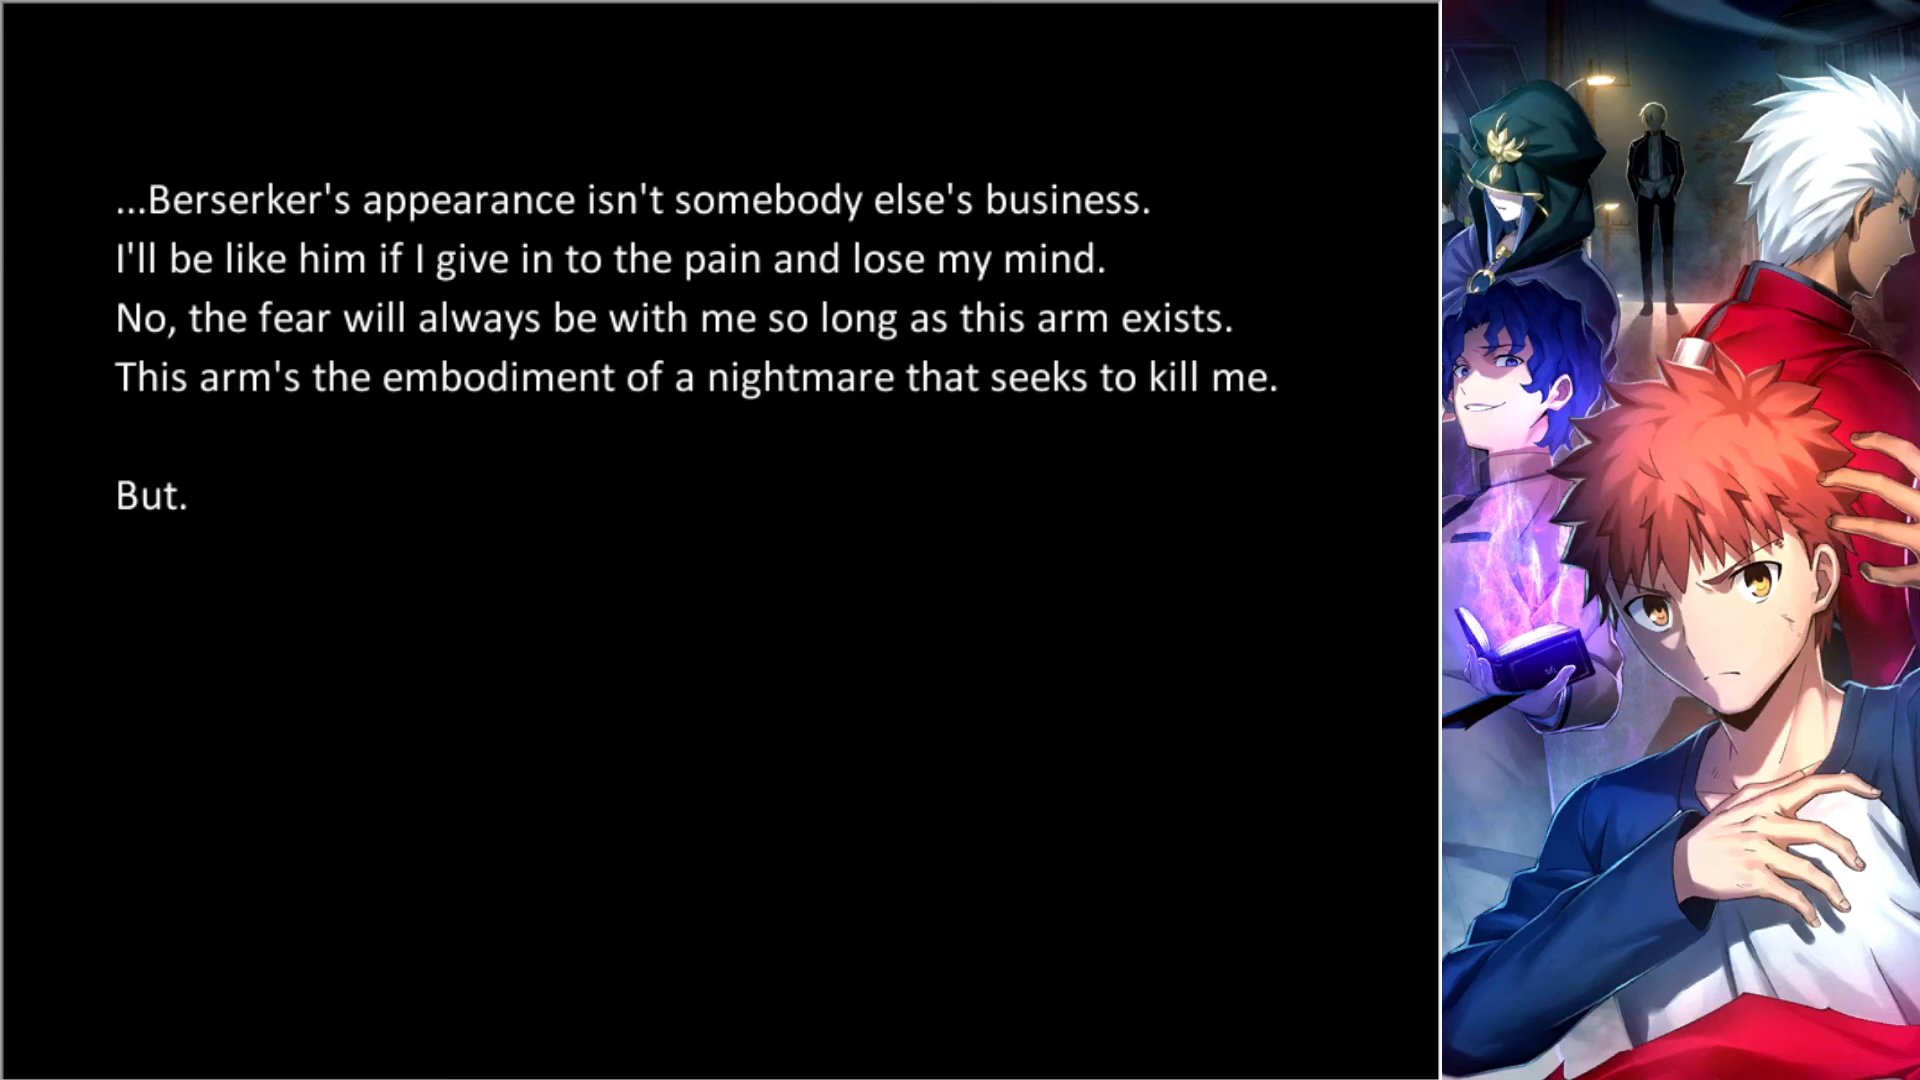 ...Berserker's appearance isn't somebody else's business.
I'll be like him if I give in to the pain and lose my mind.
No, the fear will always be with me so long as this arm exists.
This arm's the embodiment of a nightmare that seeks to kill me.
But.